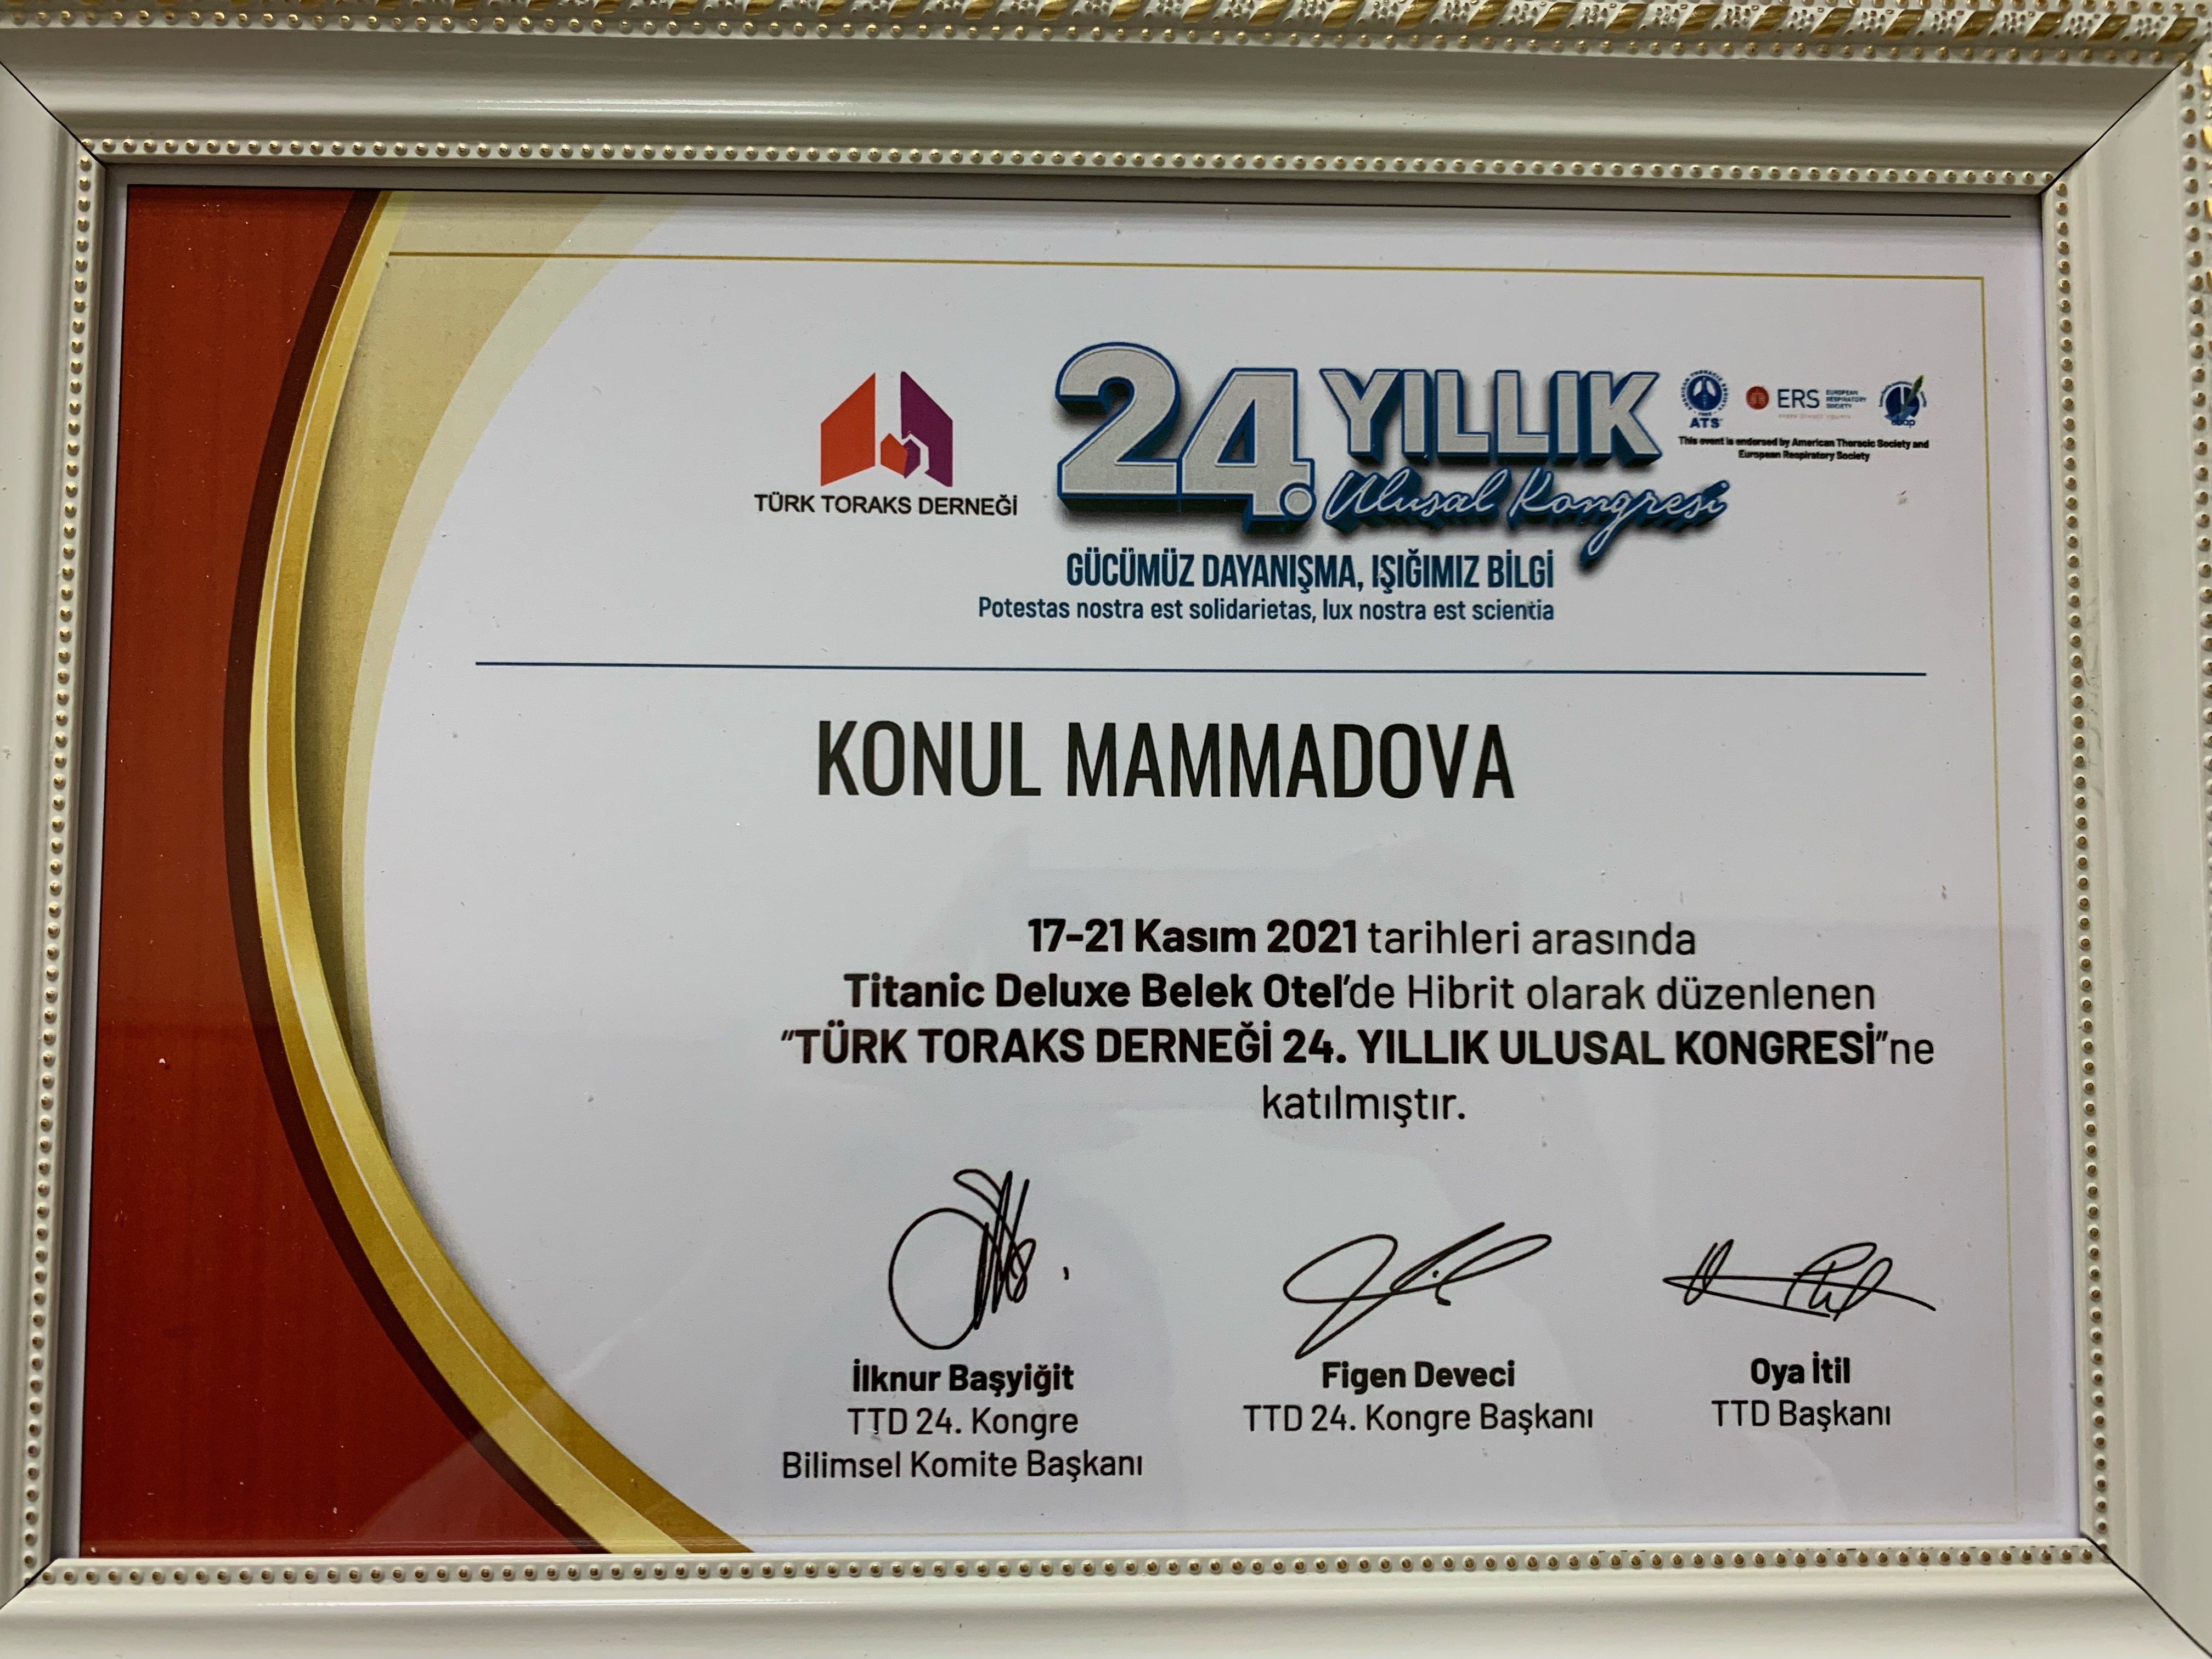 TÜRK TORAKS DERNEĞİ
24. YILLIK
Ulusal Kongresi
ATS
ERS EUROPEAN RESPIRATORY SOCIETY
This event is endorsed by American Thoracic Society and
European Respiratory Society
GÜCÜMÜZ DAYANIŞMA, IŞIĞIMIZ BİLGİ
Potestas nostra est solidarietas, lux nostra est scientia
KONUL MAMMADOVA
17-21 Kasım 2021 tarihleri arasında
Titanic Deluxe Belek Otel'de Hibrit olarak düzenlenen
"TÜRK TORAKS DERNEĞİ 24. YILLIK ULUSAL KONGRESİ"ne
katılmıştır.
İlknur Başyiğit
TTD 24. Kongre
Bilimsel Komite Başkanı
Figen Deveci
TTD 24. Kongre Başkanı
Oya İtil
TTD Başkanı